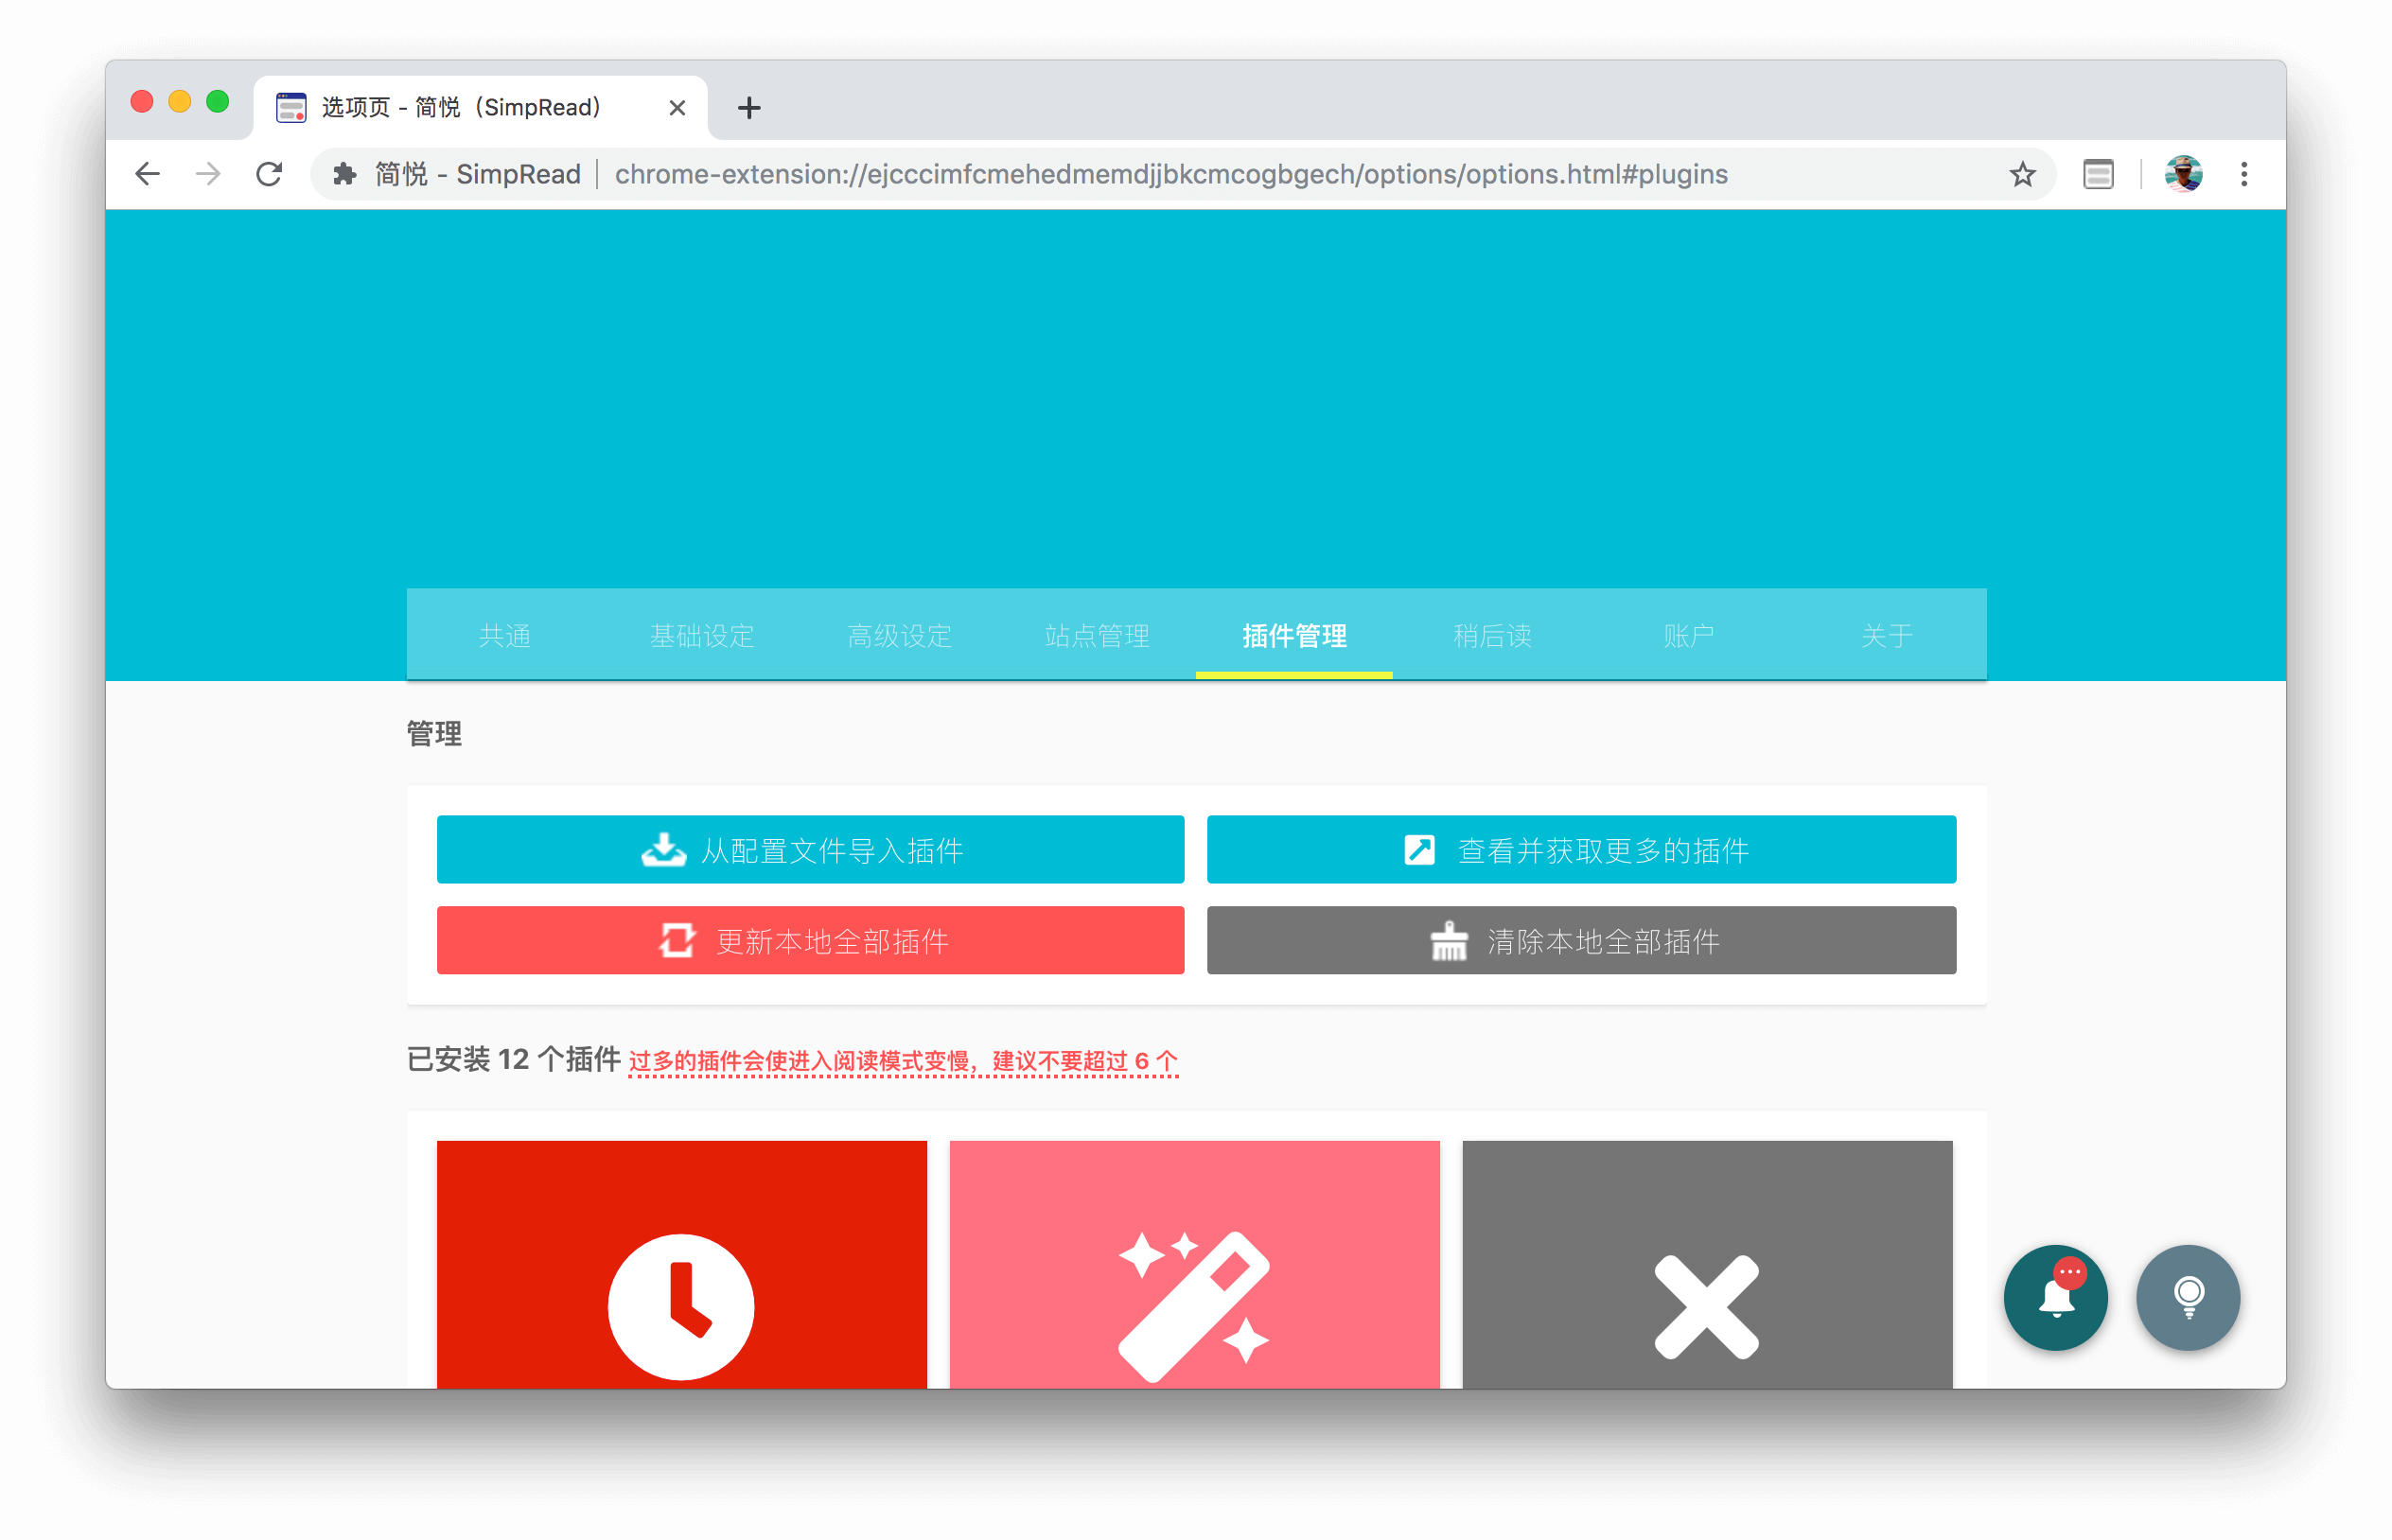 选项页 - 简悦（SimpRead）
简悦 - SimpRead chrome-extension://ejcccimfcmehedmemdjjbkcmcogbgech/options/options.html#plugins
共通 基础设定 高级设定 站点管理 插件管理 稍后读 账户 关于
管理
从配置文件导入插件 查看并获取更多的插件
更新本地全部插件 清除本地全部插件
已安装 12 个插件 过多的插件会使进入阅读模式变慢，建议不要超过 6 个